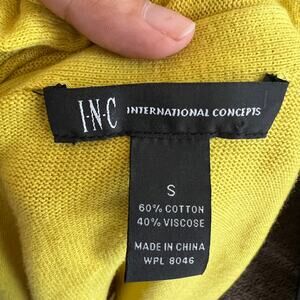 I·N·C INTERNATIONAL CONCEPTS
S
60% COTTON
40% VISCOSE
MADE IN CHINA
WPL 8046